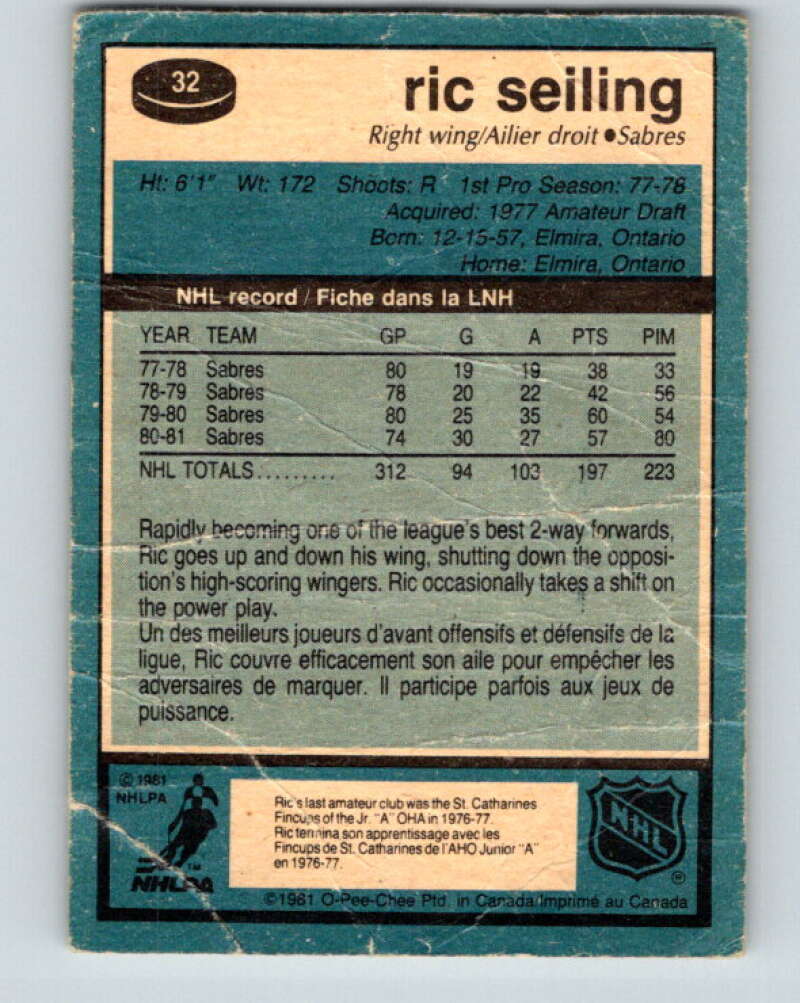 32
ric seiling
Right wing/Ailier droit ●Sabres
Ht: 6'1" Wt: 172 Shoots: R 1st Pro Season: 77-78
Acquired: 1977 Amateur Draft
Born: 12-15-57, Elmira, Ontario
Home: Elmira, Ontario
NHL record / Fiche dans la LNH
YEAR TEAM GP G A PTS PIM
77-78 Sabres 80 19 19 38 33
78-79 Sabres 78 20 22 42 56
79-80 Sabres 80 25 35 60 54
80-81 Sabres 74 30 27 57 80
NHL TOTALS......... 312 94 103 197 223
Rapidly becoming one of the league's best 2-way forwards,
Ric goes up and down his wing, shutting down the opposi-
tion's high-scoring wingers. Ric occasionally takes a shift on
the power play.
Un des meilleurs joueurs d'avant offensifs et défensifs de la
ligue, Ric couvre efficacement son aile pour empêcher les
adversaires de marquer. Il participe parfois aux jeux de
puissance.
© 1981
NHLPA
NHLPA
™
Ric's last amateur club was the St. Catharines
Fincups of the Jr. "A" OHA in 1976-77.
Ric termina son apprentissage avec les
Fincups de St. Catharines de l'AHO Junior "A"
en 1976-77.
NHL
®
©1981 O-Pee-Chee Ptd. in Canada/Imprimé au Canada